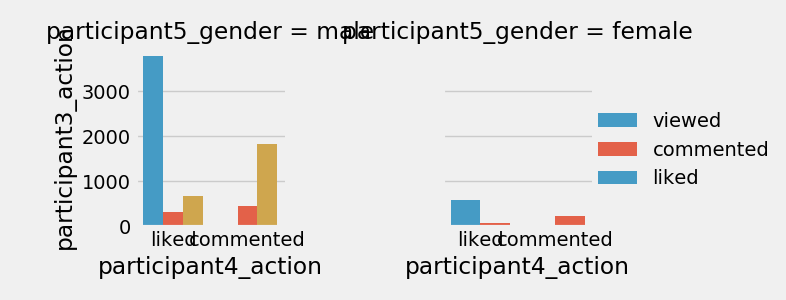 participant5_gender = male
participant5_gender = female
participant3_action
3000
2000
1000
0
liked
commented
participant4_action
liked
commented
participant4_action
viewed
commented
liked